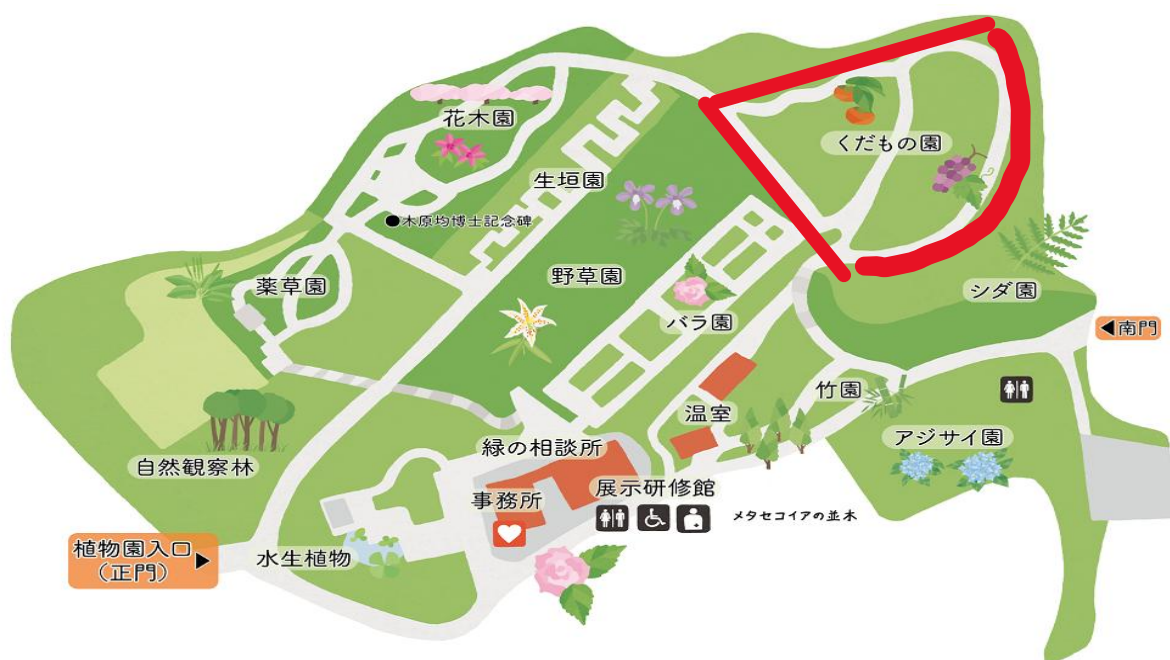 花木園
くだもの園
生垣園
●木原均博士記念碑
野草園
薬草園
シダ園
バラ園
◀南門
竹園
温室
アジサイ園
緑の相談所
自然観察林
展示研修館
事務所
メタセコイアの並木
植物園入口
(正門)▶
水生植物